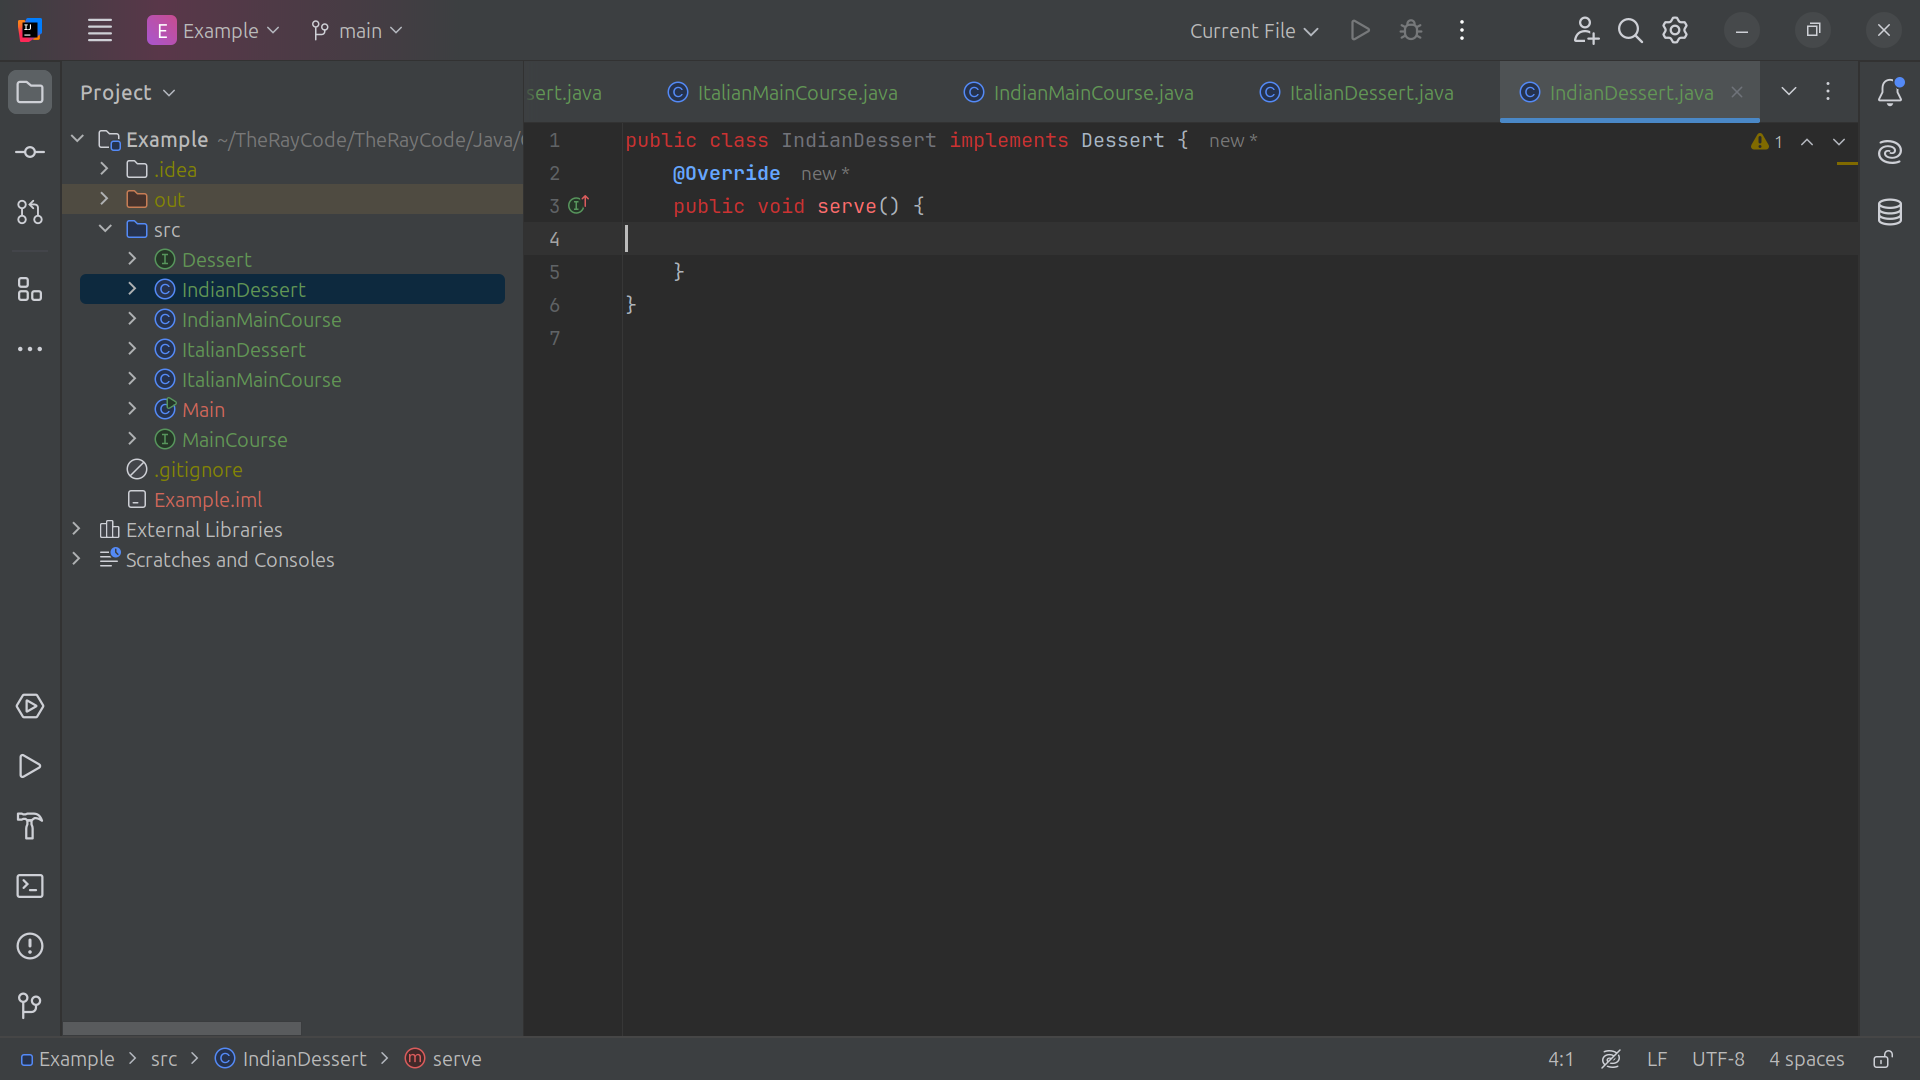 E Example main Current File
Project
sert.java ItalianMainCourse.java IndianMainCourse.java ItalianDessert.java IndianDessert.java
Example ~/TheRayCode/TheRayCode/Java/
.idea
out
src
Dessert
IndianDessert
IndianMainCourse
ItalianDessert
ItalianMainCourse
Main
MainCourse
.gitignore
Example.iml
External Libraries
Scratches and Consoles
1 public class IndianDessert implements Dessert { new *
1
2 @Override new *
3 public void serve() {
4
5 }
6 }
7
Example > src > IndianDessert > serve
4:1 LF UTF-8 4 spaces